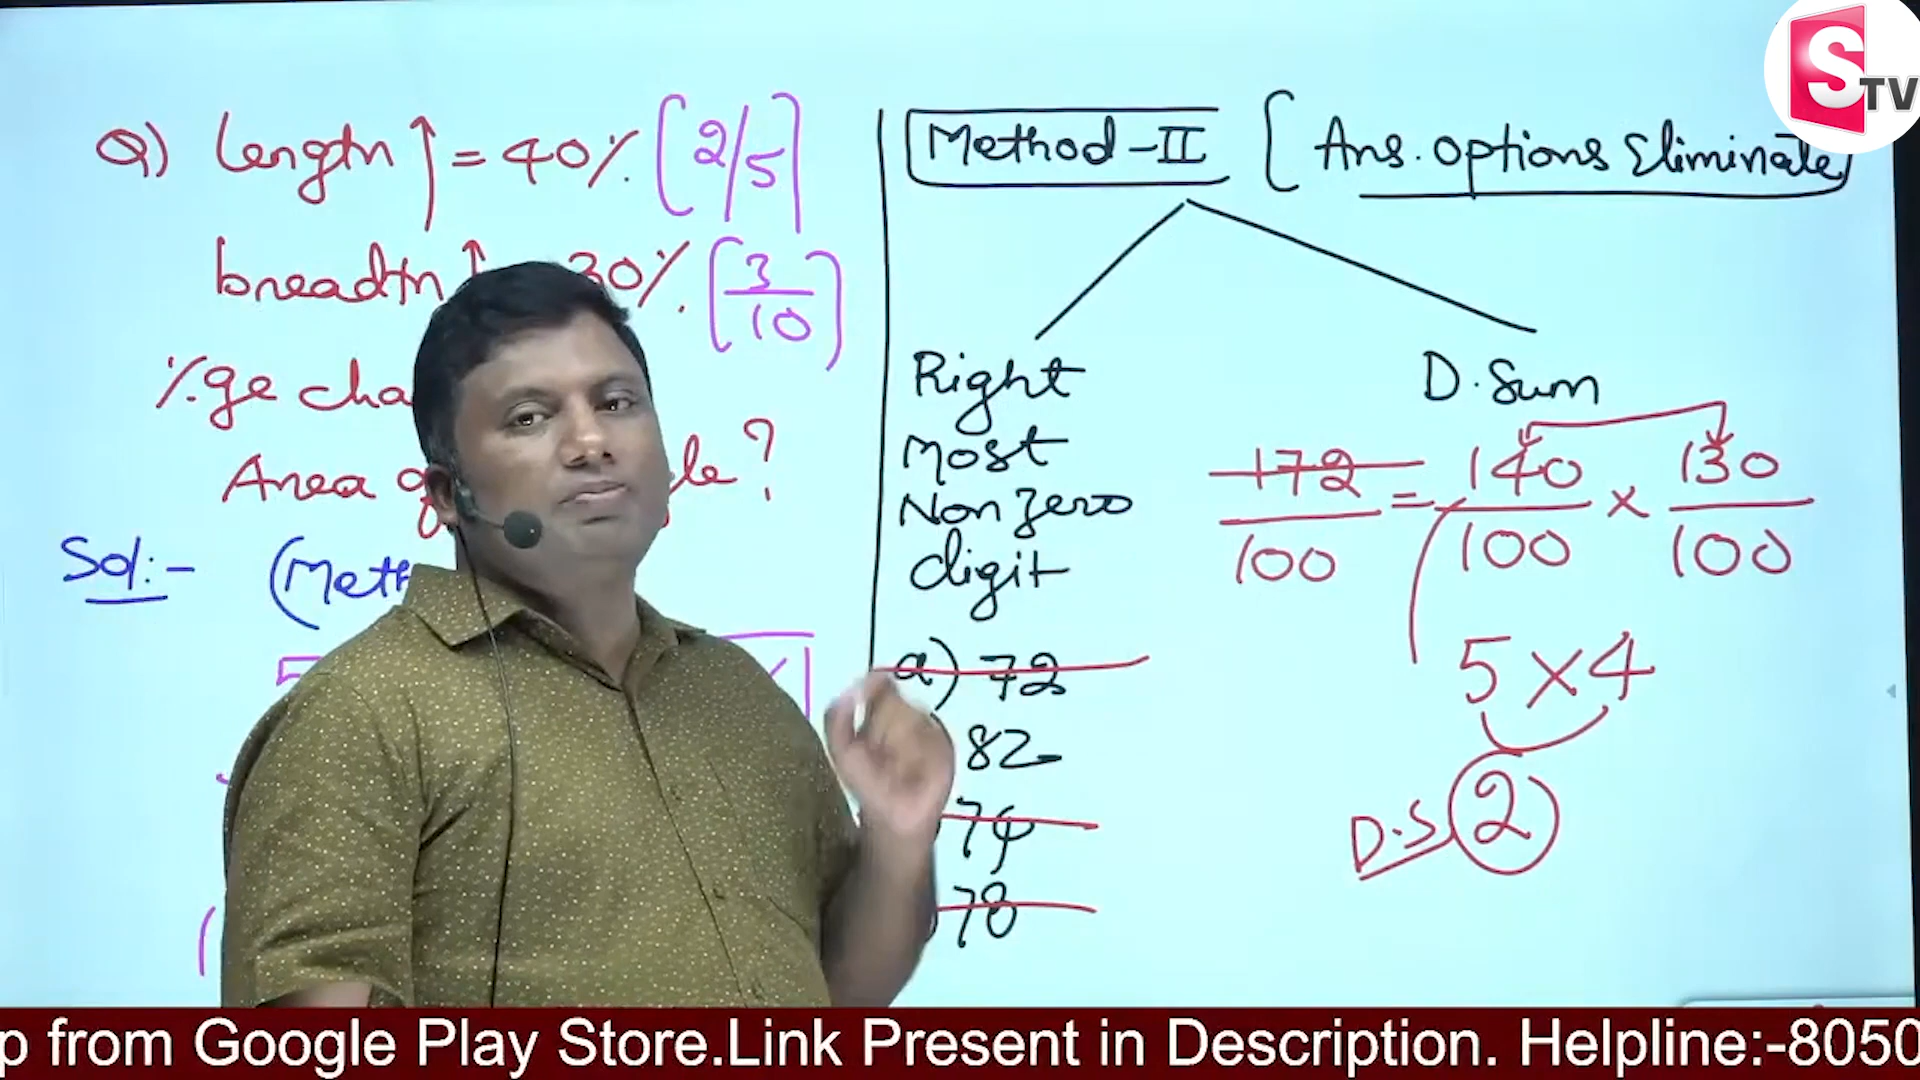 Q) Length ↑ = 40% [2/5]
breadth ↑ 30% [3/10]
%ge cha
Area
Sol:- (Meth
Method-II [Ans. options Eliminate
Right
Most
Non Zero
digit
a) 72
82
74
78
D.Sum
172/100 = 140/100 × 130/100
5 × 4
D.S 2
STV
p from Google Play Store.Link Present in Description. Helpline:-8050